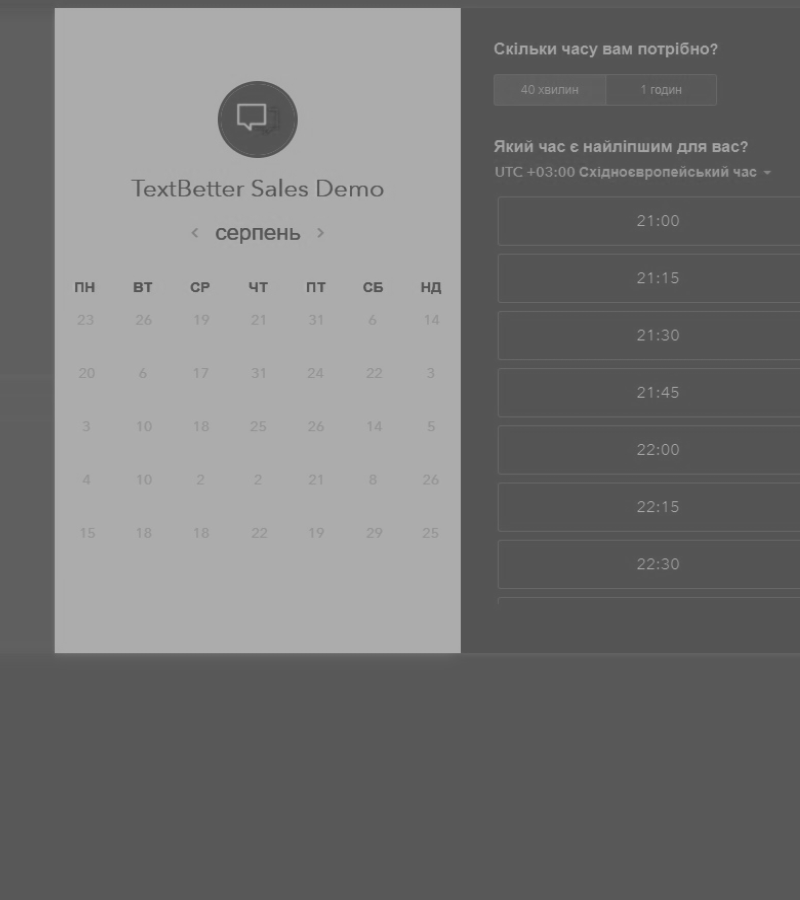 TextBetter Sales Demo
серпень
ПН ВТ СР ЧТ ПТ СБ НД
23 26 19 21 31 6 14
20 6 17 31 24 22 3
3 10 18 25 26 14 5
4 10 2 2 21 8 26
15 18 18 22 19 29 25
Скільки часу вам потрібно?
40 хвилин 1 годин
Який час є найліпшим для вас?
UTC +03:00 Східноєвропейський час
21:00
21:15
21:30
21:45
22:00
22:15
22:30